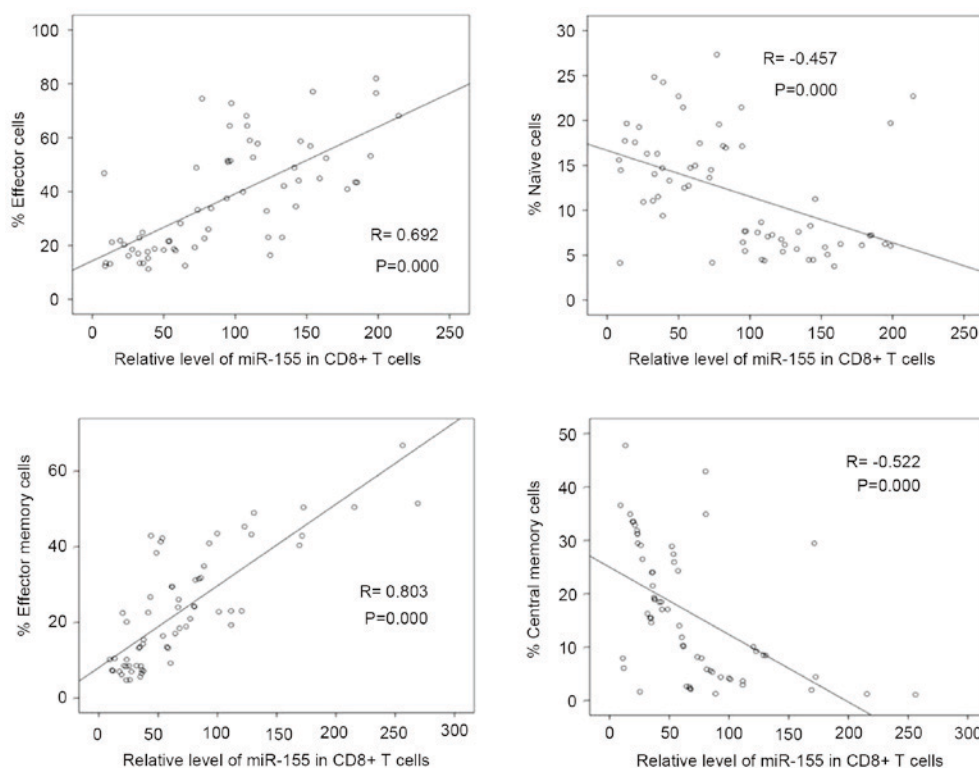 100
80
60
40
20
0
% Effector cells
R= 0.692
P=0.000
0 50 100 150 200 250
Relative level of miR-155 in CD8+ T cells
30
25
20
15
10
5
0
% Naïve cells
R= -0.457
P=0.000
0 50 100 150 200 250
Relative level of miR-155 in CD8+ T cells
60
40
20
0
% Effector memory cells
R= 0.803
P=0.000
0 50 100 150 200 250 300
Relative level of miR-155 in CD8+ T cells
50
40
30
20
10
0
% Central memory cells
R= -0.522
P=0.000
0 50 100 150 200 250 300
Relative level of miR-155 in CD8+ T cells